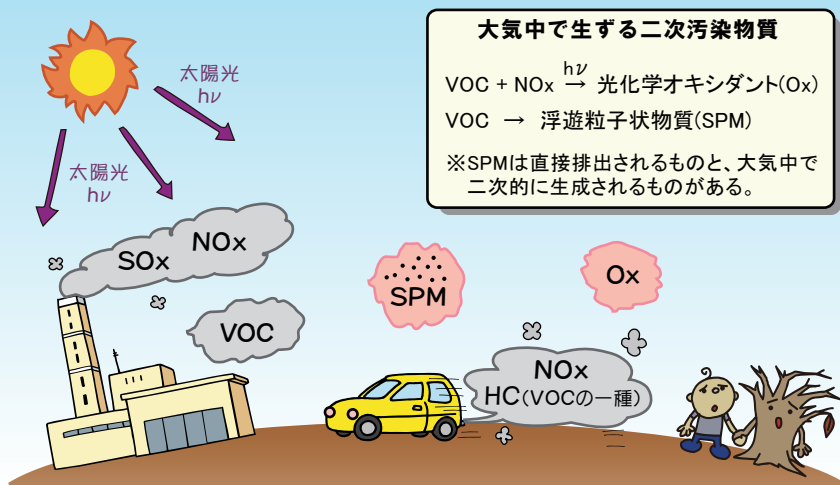 大気中で生ずる二次汚染物質
VOC + NOx hν → 光化学オキシダント(Ox)
VOC → 浮遊粒子状物質(SPM)
※SPMは直接排出されるものと、大気中で
二次的に生成されるものがある。
太陽光
hν
太陽光
hν
SOx
NOx
VOC
SPM
Ox
NOx
HC(VOCの一種)